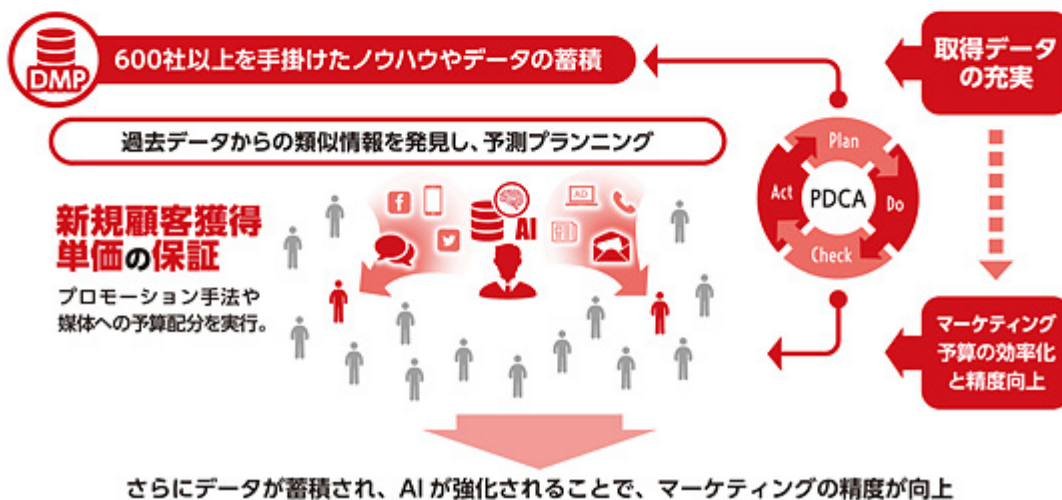 DMP
600社以上を手掛けたノウハウやデータの蓄積
取得データ
の充実
過去データからの類似情報を発見し、予測プランニング
Plan
Do
Check
Act
PDCA
AD
AI
新規顧客獲得
単価の保証
プロモーション手法や
媒体への予算配分を実行。
マーケティング
予算の効率化
と精度向上
さらにデータが蓄積され、AIが強化されることで、マーケティングの精度が向上